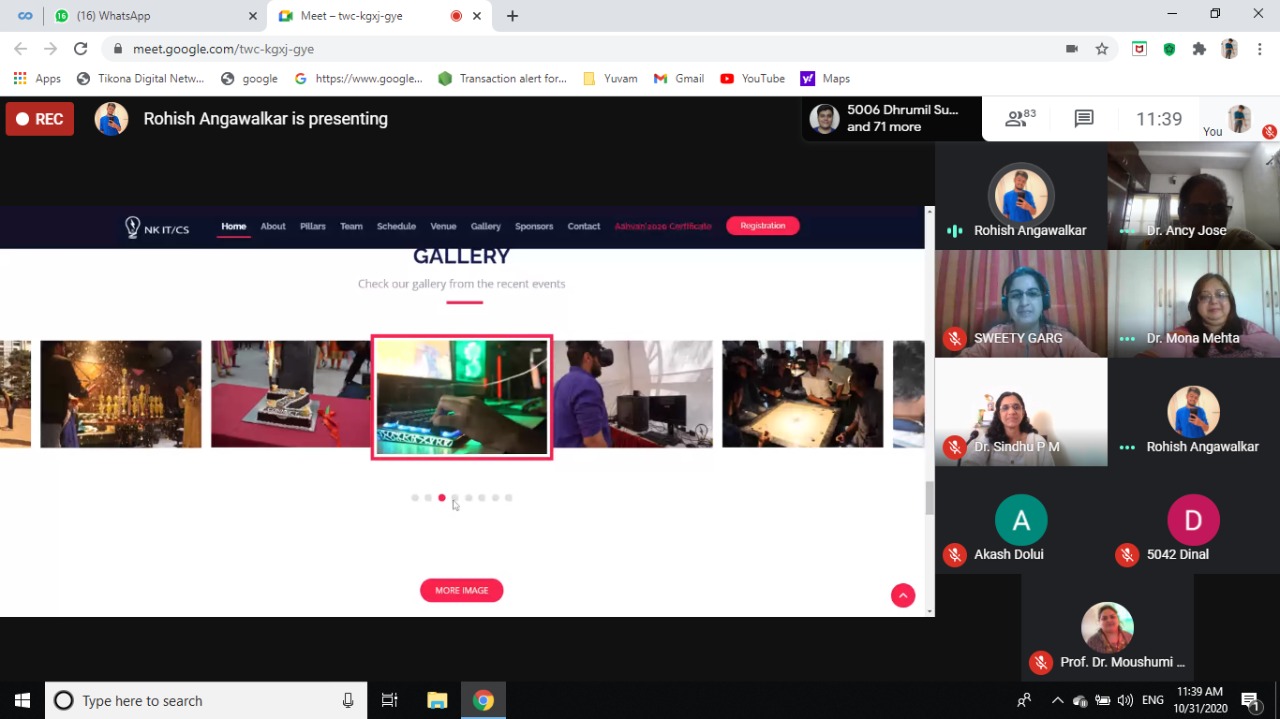 (16) WhatsApp
Meet – twc-kgxj-gye
meet.google.com/twc-kgxj-gye
Apps
Tikona Digital Netw...
google
https://www.google...
Transaction alert for...
Yuvam
Gmail
YouTube
Maps
REC
Rohish Angawalkar is presenting
5006 Dhrumil Su...
and 71 more
83
11:39
You
NK IT/CS
Home
About
Pillars
Team
Schedule
Venue
Gallery
Sponsors
Contact
Aahvan'2020 Certificate
Registration
GALLERY
Check our gallery from the recent events
MORE IMAGE
Rohish Angawalkar
Dr. Ancy Jose
SWEETY GARG
Dr. Mona Mehta
Dr. Sindhu P M
Rohish Angawalkar
A
Akash Dolui
D
5042 Dinal
Prof. Dr. Moushumi ...
Type here to search
ENG
11:39 AM
10/31/2020
1